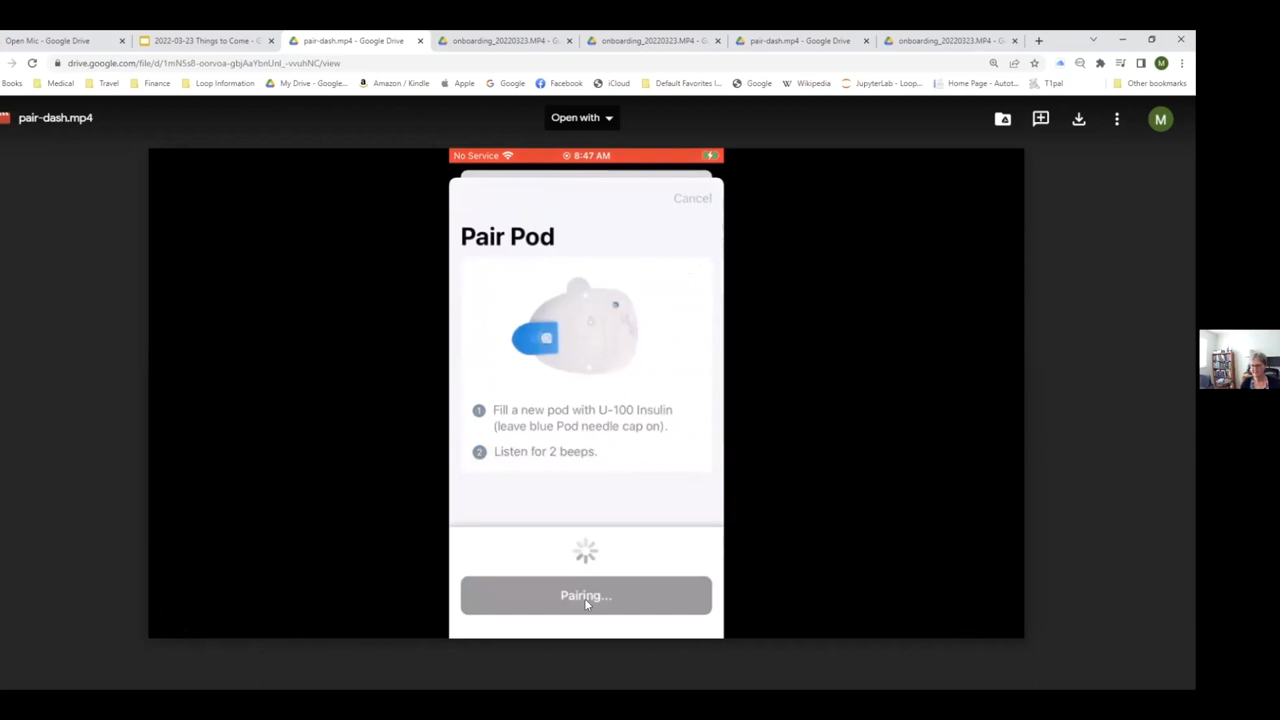 Open Mic - Google Drive
2022-03-23 Things to Come - G
pair-dash.mp4 - Google Drive
onboarding_20220323.MP4 - G
onboarding_20220323.MP4 - G
pair-dash.mp4 - Google Drive
onboarding_20220323.MP4 - G
M
Books
Medical
Travel
Finance
Loop Information
My Drive - Google...
Amazon / Kindle
Apple
Google
Facebook
iCloud
Default Favorites I...
Google
Wikipedia
JupyterLab - Loop...
Home Page - Autot...
T1pal
Other bookmarks
pair-dash.mp4
Open with
M
No Service
8:47 AM
Cancel
Pair Pod
1 Fill a new pod with U-100 Insulin
(leave blue Pod needle cap on).
2 Listen for 2 beeps.
Pairing...